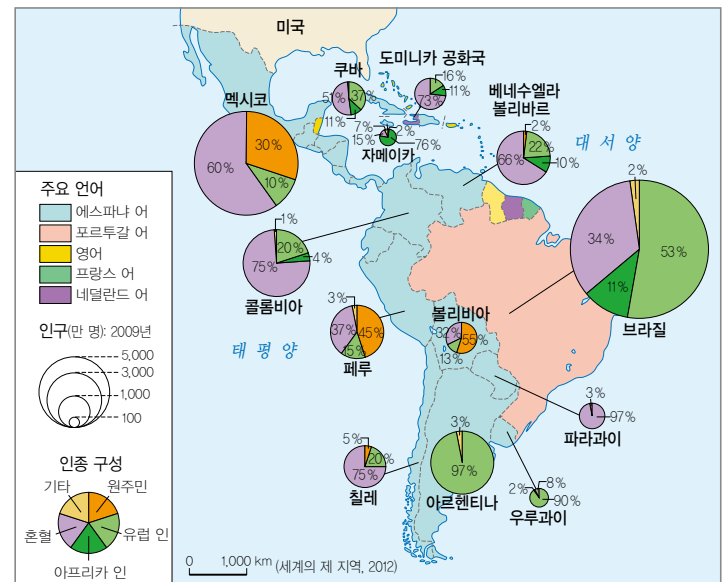 미국
도미니카 공화국
16%
11%
73%
쿠바
51%
37%
11%
멕시코
30%
60%
10%
7%
2%
15%
76%
자메이카
베네수엘라
볼리바르
2%
22%
66%
10%
대 서 양
주요 언어
에스파냐 어
포르투갈 어
영어
프랑스 어
네덜란드 어
1%
20%
75%
4%
콜롬비아
2%
34%
53%
11%
브라질
인구(만 명): 2009년
5,000
3,000
1,000
100
태 평 양
3%
37%
45%
15%
페루
볼리비아
32%
55%
13%
3%
97%
파라과이
인종 구성
기타
원주민
혼혈
유럽 인
아프리카 인
5%
20%
75%
칠레
3%
97%
아르헨티나
8%
2%
90%
우루과이
0 1,000 km (세계의 제 지역, 2012)